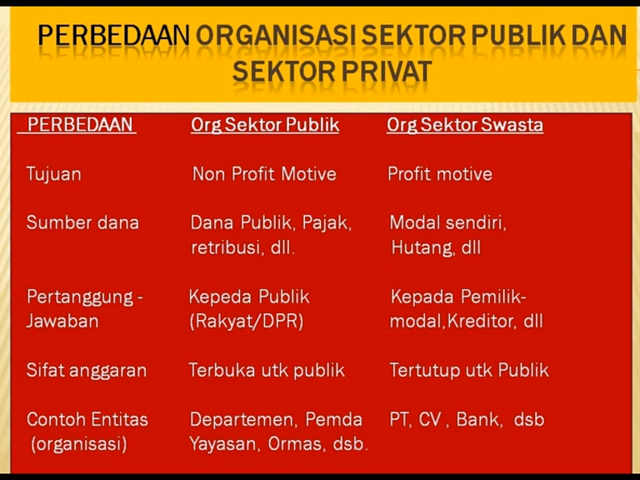 PERBEDAAN ORGANISASI SEKTOR PUBLIK DAN
SEKTOR PRIVAT
PERBEDAAN Org Sektor Publik Org Sektor Swasta
Tujuan Non Profit Motive Profit motive
Sumber dana Dana Publik, Pajak, Modal sendiri,
retribusi, dll. Hutang, dll
Pertanggung - Kepeda Publik Kepada Pemilik-
Jawaban (Rakyat/DPR) modal,Kreditor, dll
Sifat anggaran Terbuka utk publik Tertutup utk Publik
Contoh Entitas Departemen, Pemda PT, CV , Bank, dsb
(organisasi) Yayasan, Ormas, dsb.